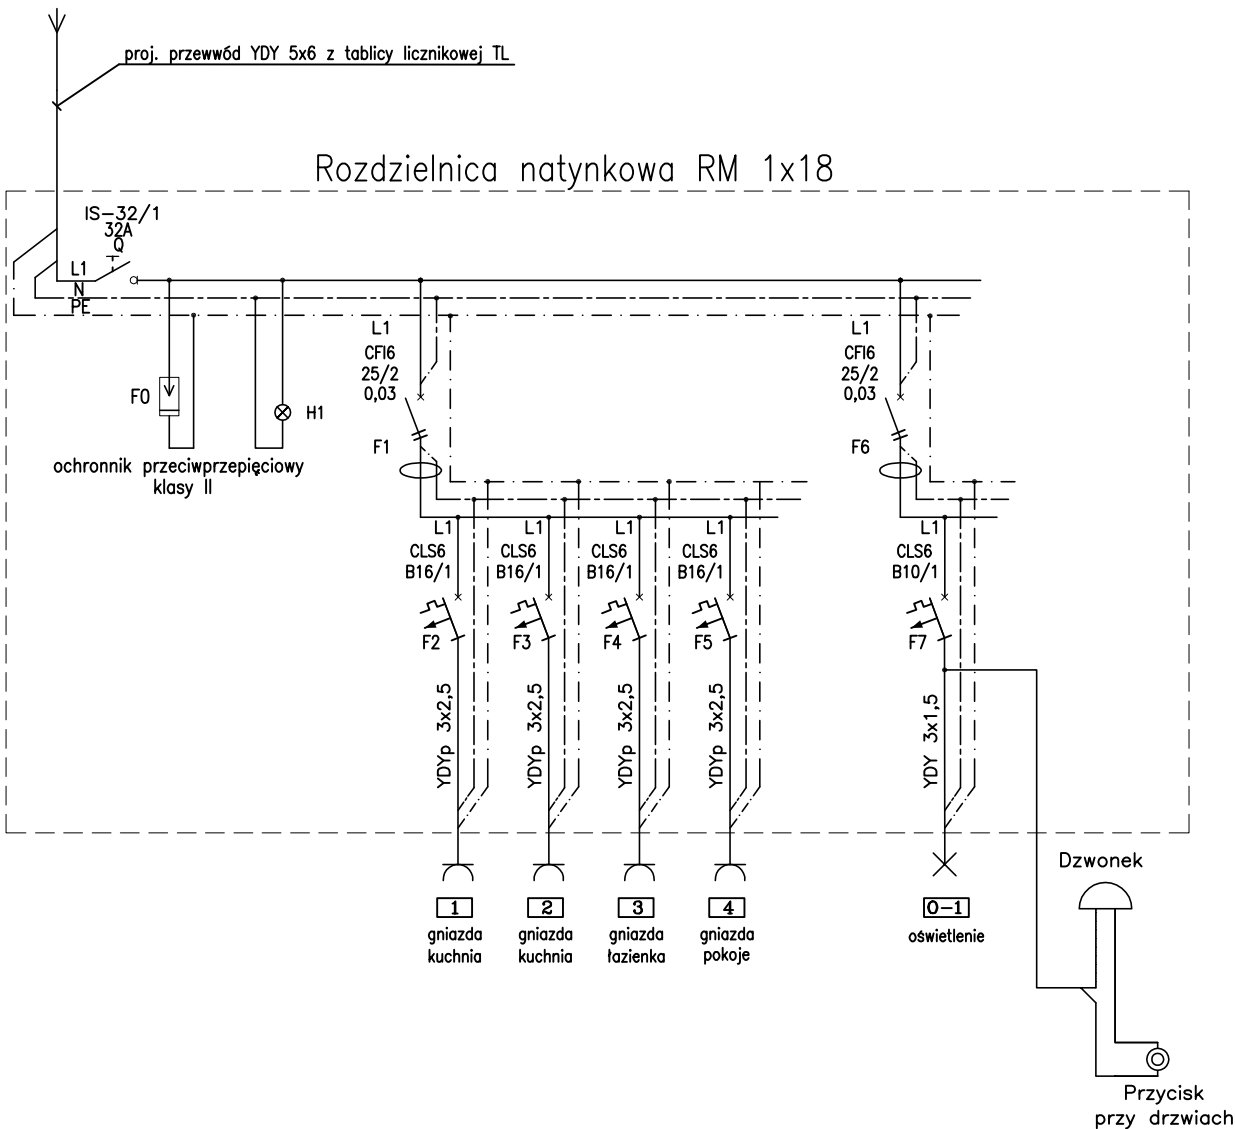 proj. przewwód YDY 5x6 z tablicy licznikowej TL
Rozdzielnica natynkowa RM 1x18
IS-32/1
32A
Q
L1
N
PE
F0
H1
ochronnik przeciwprzepięciowy
klasy II
L1
CFI6
25/2
0,03
F1
L1
CFI6
25/2
0,03
F6
L1
CLS6
B16/1
F2
YDYp 3x2,5
L1
CLS6
B16/1
F3
YDYp 3x2,5
L1
CLS6
B16/1
F4
YDYp 3x2,5
L1
CLS6
B16/1
F5
YDYp 3x2,5
L1
CLS6
B10/1
F7
YDY 3x1,5
1
gniazda
kuchnia
2
gniazda
kuchnia
3
gniazda
łazienka
4
gniazda
pokoje
0-1
oświetlenie
Dzwonek
Przycisk
przy drzwiach